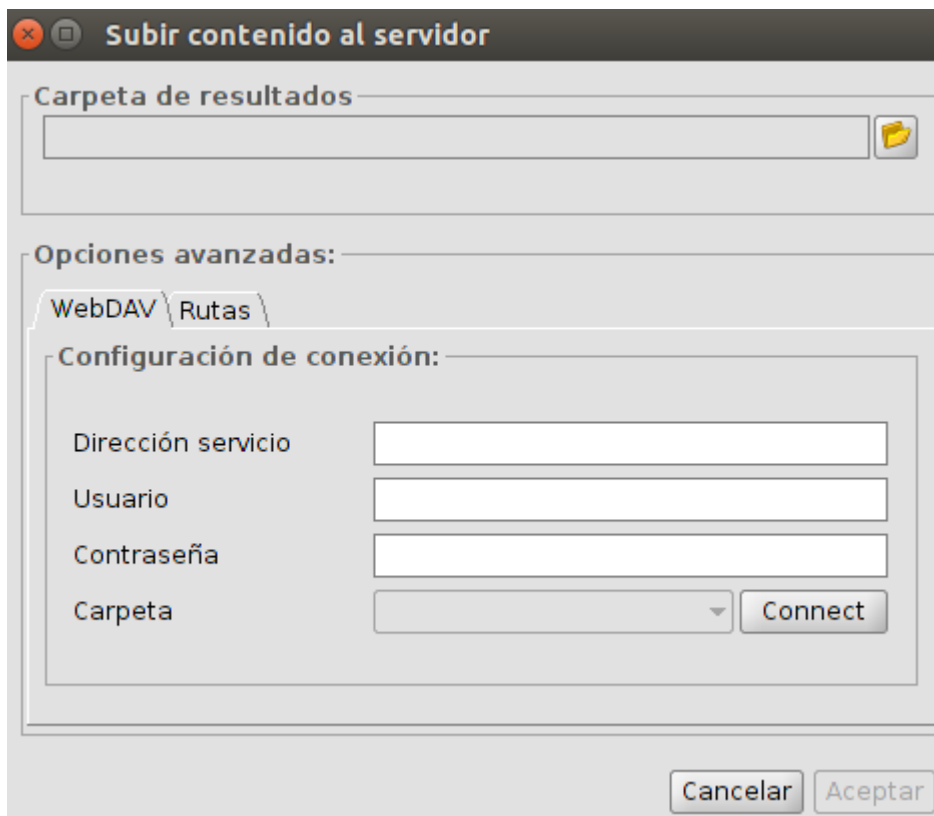 Subir contenido al servidor
Carpeta de resultados
Opciones avanzadas:
WebDAV Rutas
Configuración de conexión:
Dirección servicio
Usuario
Contraseña
Carpeta Connect
Cancelar Aceptar